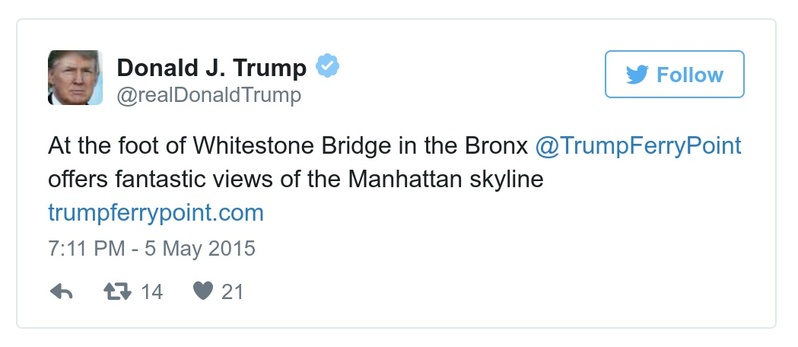 Donald J. Trump
Follow
@realDonaldTrump
At the foot of Whitestone Bridge in the Bronx @TrumpFerryPoint
offers fantastic views of the Manhattan skyline
trumpferrypoint.com
7:11 PM - 5 May 2015
14 21